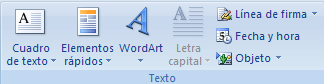 Cuadro
de texto
Elementos
rápidos
WordArt
Letra
capital
Línea de firma
Fecha y hora
Objeto
Texto